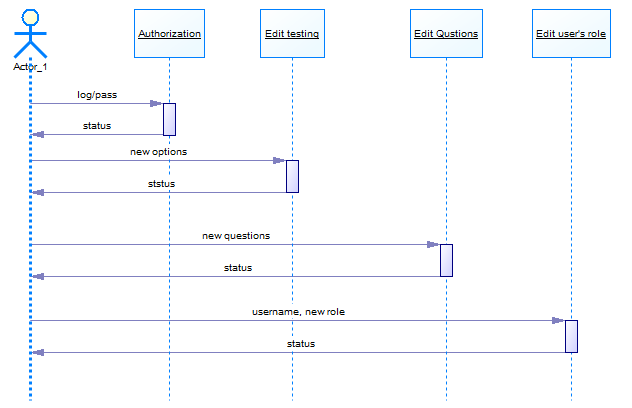 Authorization
Edit testing
Edit Qustions
Edit user's role
Actor_1
log/pass
status
new options
ststus
new questions
status
username, new role
status